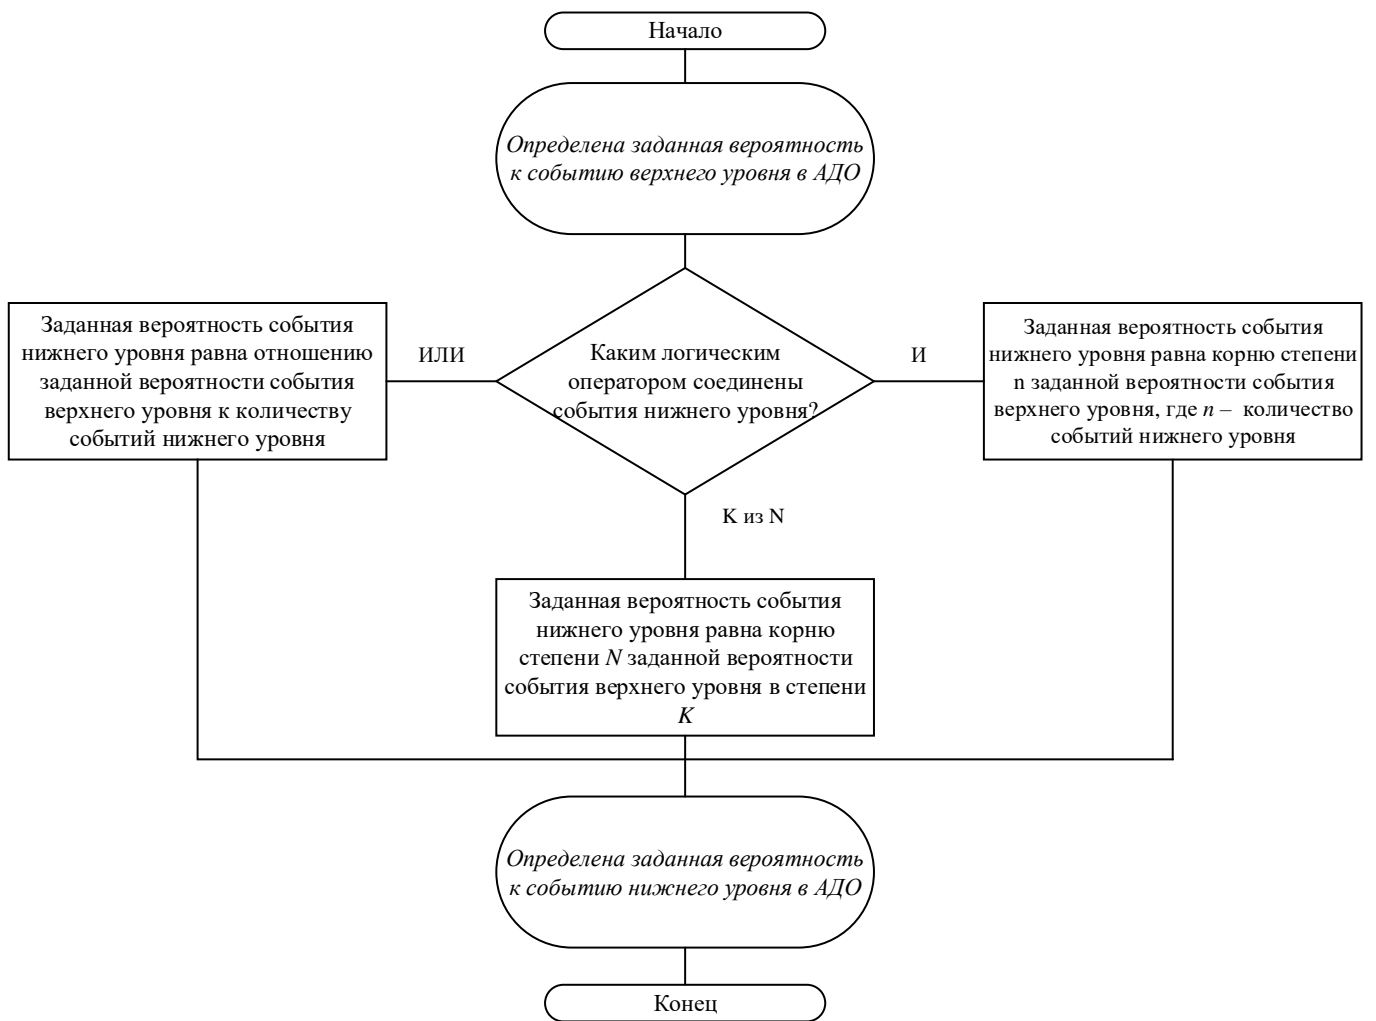 Начало
Определена заданная вероятность
к событию верхнего уровня в АДО
Заданная вероятность события
нижнего уровня равна отношению
заданной вероятности события
верхнего уровня к количеству
событий нижнего уровня
ИЛИ
Каким логическим
оператором соединены
события нижнего уровня?
И
Заданная вероятность события
нижнего уровня равна корню степени
n заданной вероятности события
верхнего уровня, где n – количество
событий нижнего уровня
K из N
Заданная вероятность события
нижнего уровня равна корню
степени N заданной вероятности
события верхнего уровня в степени
K
Определена заданная вероятность
к событию нижнего уровня в АДО
Конец